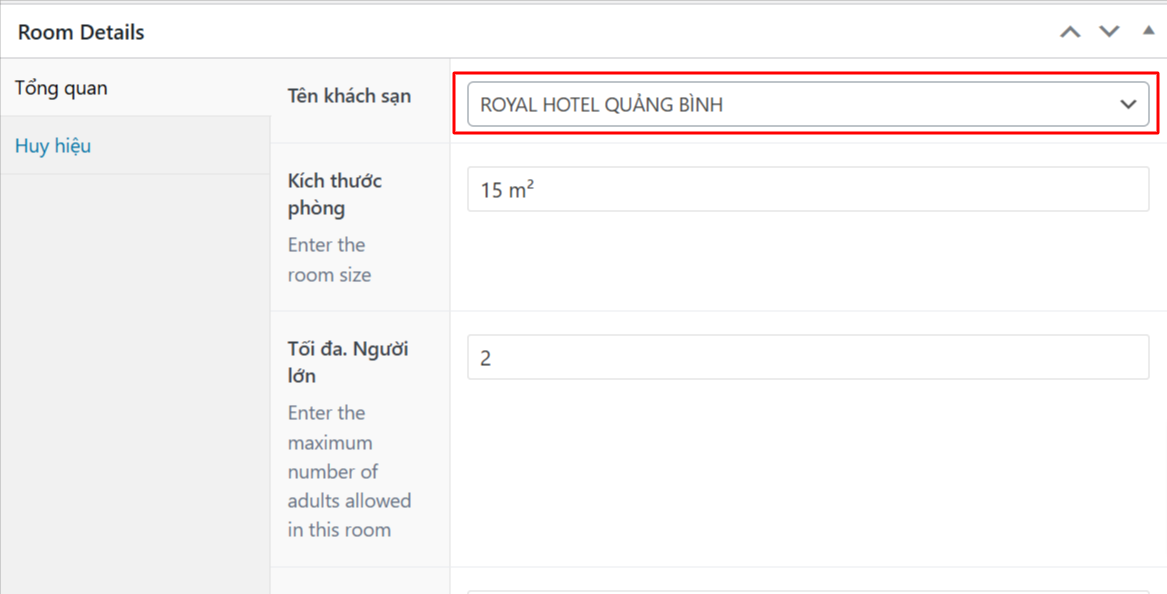 Room Details
Tổng quan
Huy hiệu
Tên khách sạn
ROYAL HOTEL QUẢNG BÌNH
Kích thước
phòng
Enter the
room size
15 m²
Tối đa. Người
lớn
Enter the
maximum
number of
adults allowed
in this room
2